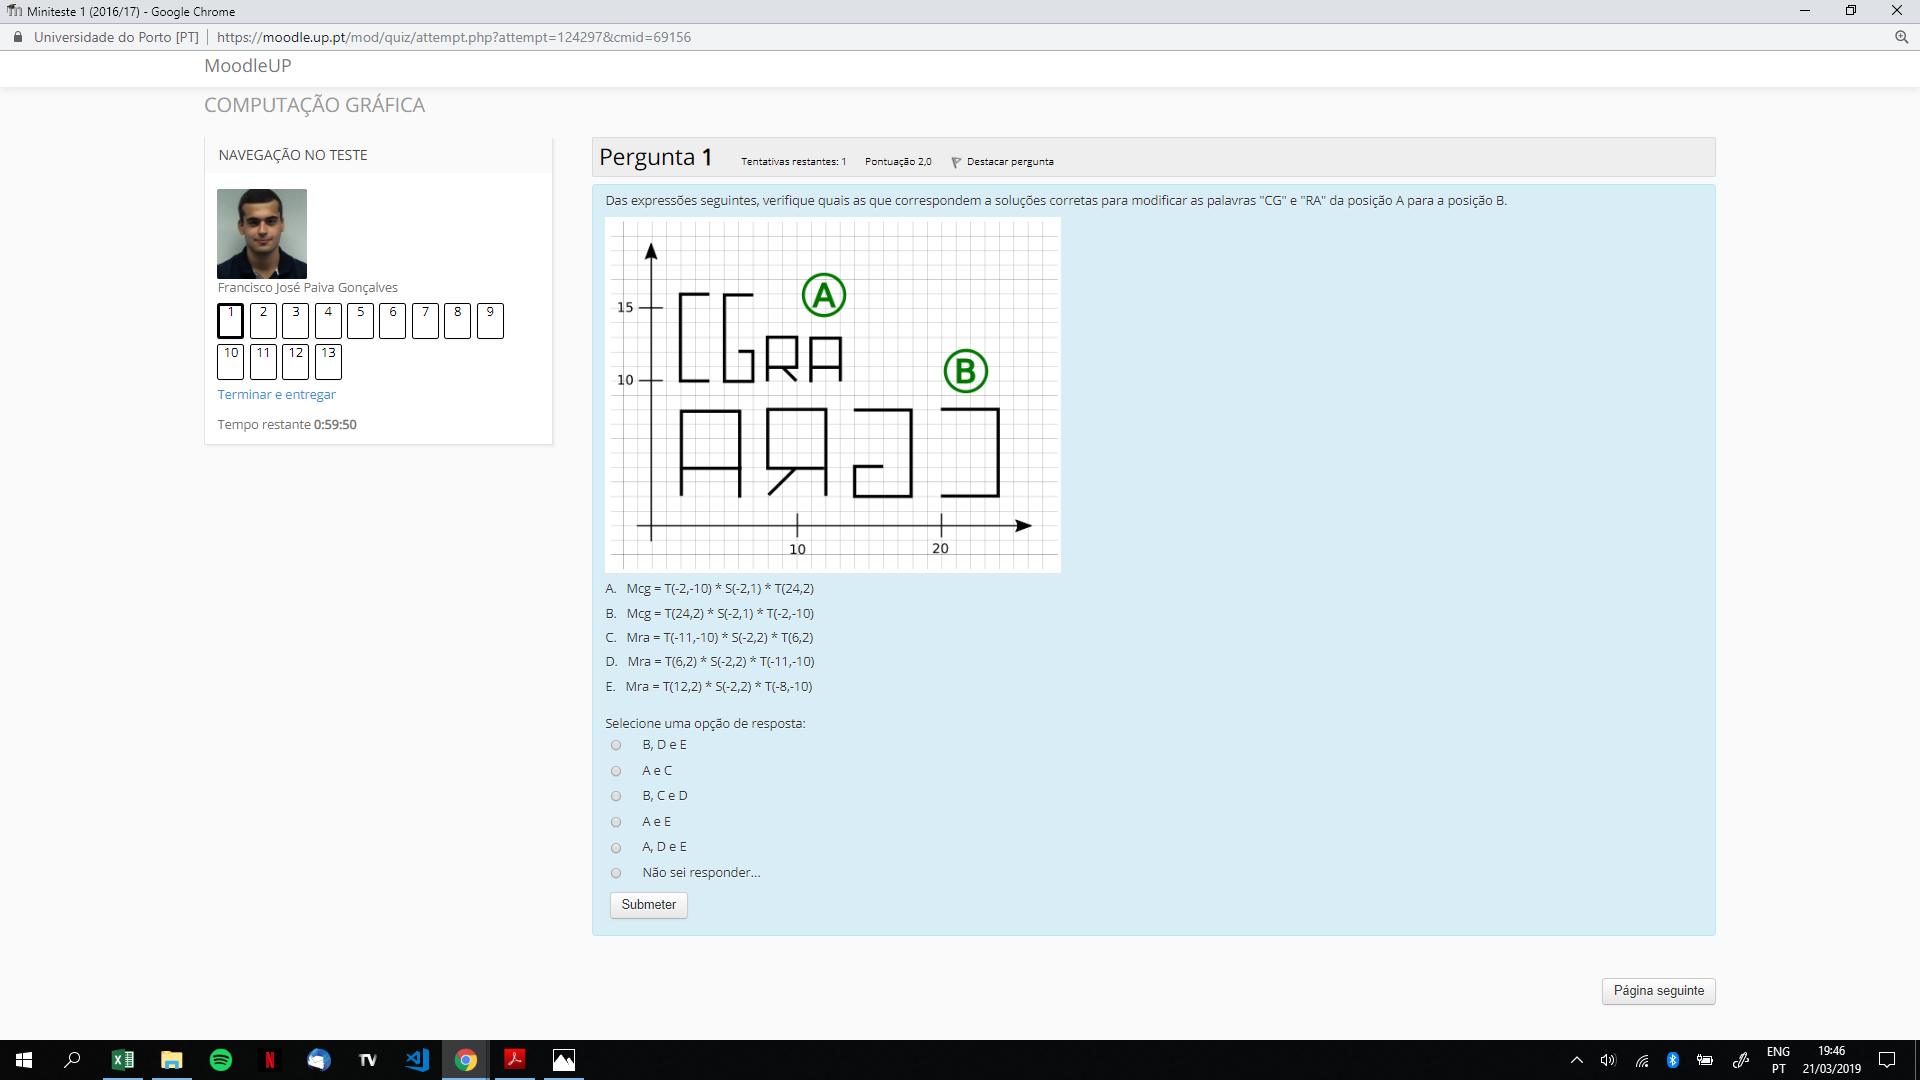 Miniteste 1 (2016/17) - Google Chrome
Universidade do Porto [PT] | https://moodle.up.pt/mod/quiz/attempt.php?attempt=124297&cmid=69156
MoodleUP
COMPUTAÇÃO GRÁFICA
NAVEGAÇÃO NO TESTE
Francisco José Paiva Gonçalves
1 2 3 4 5 6 7 8 9
10 11 12 13
Terminar e entregar
Tempo restante 0:59:50
Pergunta 1 Tentativas restantes: 1 Pontuação 2,0 Destacar pergunta
Das expressões seguintes, verifique quais as que correspondem a soluções corretas para modificar as palavras "CG" e "RA" da posição A para a posição B.
A
15
CGRA
B
10
ARGC
10 20
A. Mcg = T(-2,-10) * S(-2,1) * T(24,2)
B. Mcg = T(24,2) * S(-2,1) * T(-2,-10)
C. Mra = T(-11,-10) * S(-2,2) * T(6,2)
D. Mra = T(6,2) * S(-2,2) * T(-11,-10)
E. Mra = T(12,2) * S(-2,2) * T(-8,-10)
Selecione uma opção de resposta:
B, D e E
A e C
B, C e D
A e E
A, D e E
Não sei responder...
Submeter
Página seguinte
TV
ENG
PT
19:46
21/03/2019